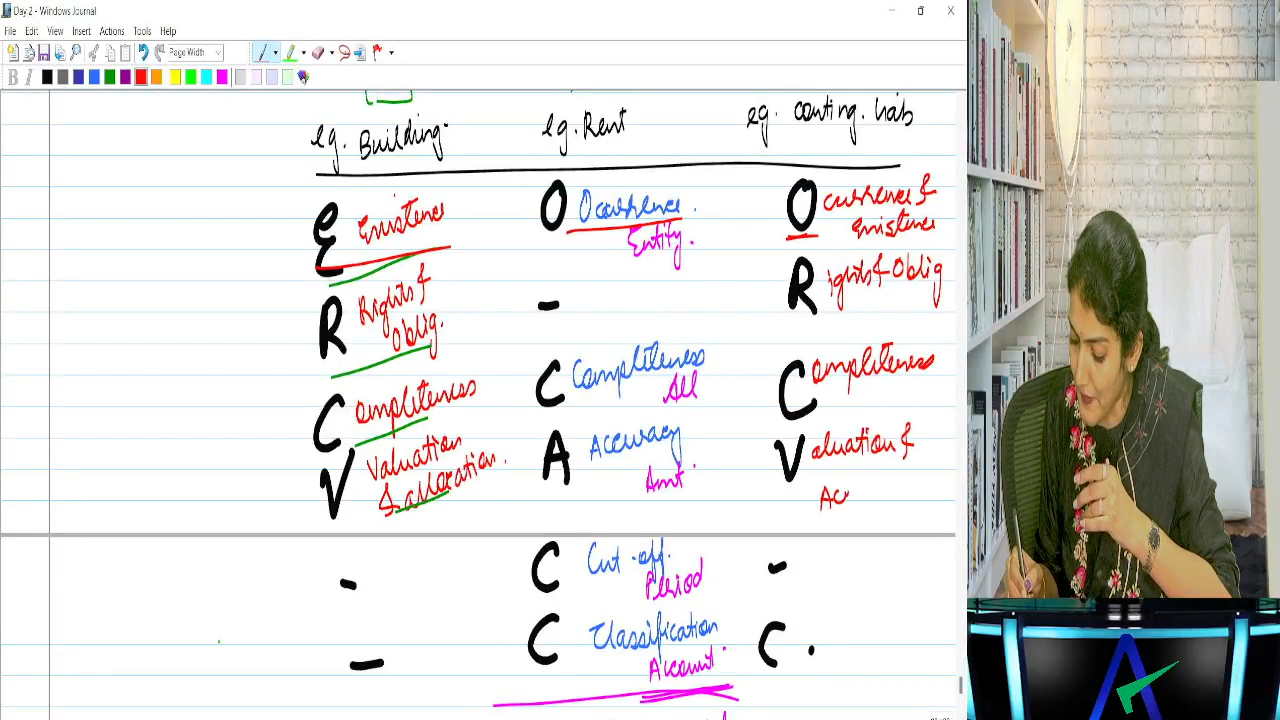 Day 2 - Windows Journal
File Edit View Insert Actions Tools Help
Page Width
B I
eg. Building eg. Rent eg. Conting. Liab
E Existence O Occurrence. O ccurrence &
Entity. Existence
R Rights & - R ights & Oblig
Oblig.
C ompleteness C Completeness C ompleteness
All
V Valuation A Accuracy V aluation &
& allocation. Amt Acc
- C Cut-off. -
Period
- C Classification C .
Account